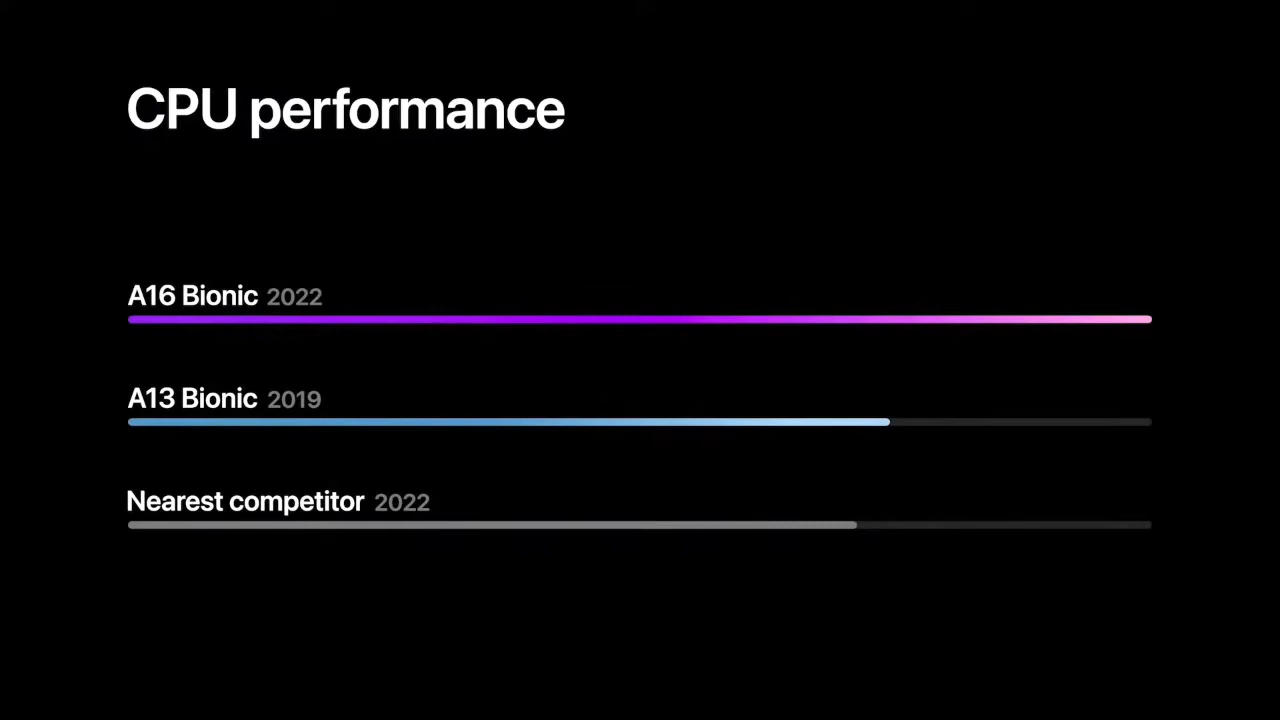 CPU performance
A16 Bionic 2022
A13 Bionic 2019
Nearest competitor 2022